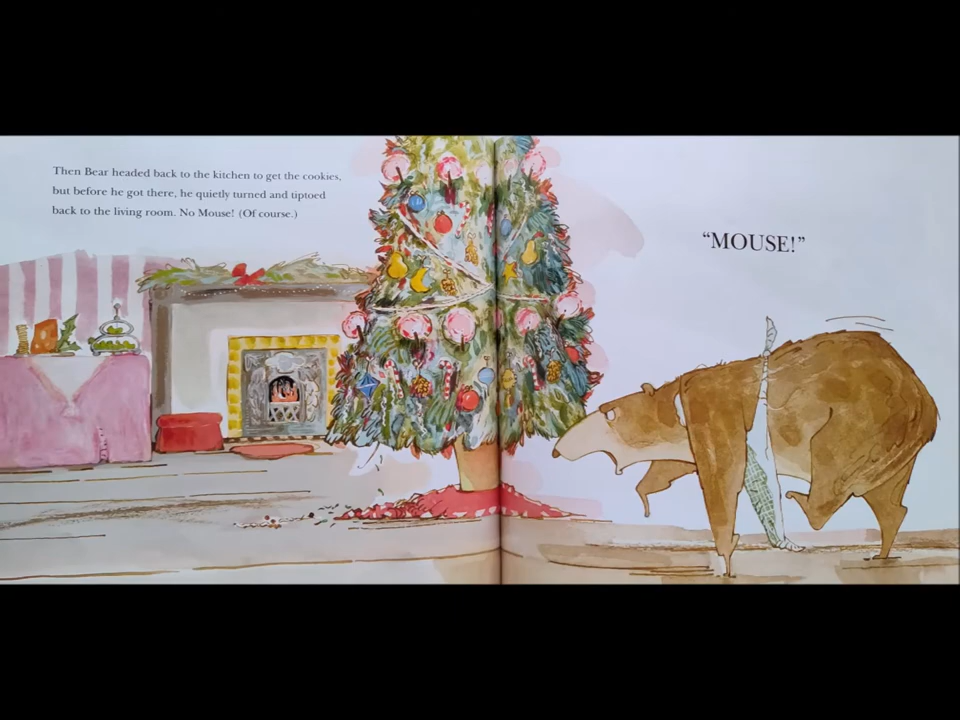 Then Bear headed back to the kitchen to get the cookies,
but before he got there, he quietly turned and tiptoed
back to the living room. No Mouse! (Of course.)
“MOUSE!”